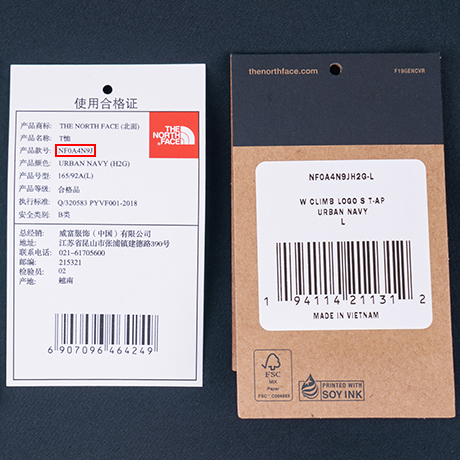 使用合格证
产品商标: THE NORTH FACE (北面)
产品名称: T恤
产品款号: NF0A4N9J
产品颜色: URBAN NAVY (H2G)
产品号型: 165/92A(L)
产品等级: 合格品
执行标准: Q/320583 PYVF001-2018
安全类别: B类
THE
NORTH
FACE
总经销: 威富服饰（中国）有限公司
地址: 江苏省昆山市张浦镇建德路390号
联系电话: 021-61705600
邮编: 215321
检验员: 02
产地: 越南
6 907096 464249
thenorthface.com
F19GENCVR
NF0A4N9JH2G-L
W CLIMB LOGO S T-AP
URBAN NAVY
L
1 94114 21131 2
MADE IN VIETNAM
FSC
MIX
Paper
PRINTED WITH
SOY INK